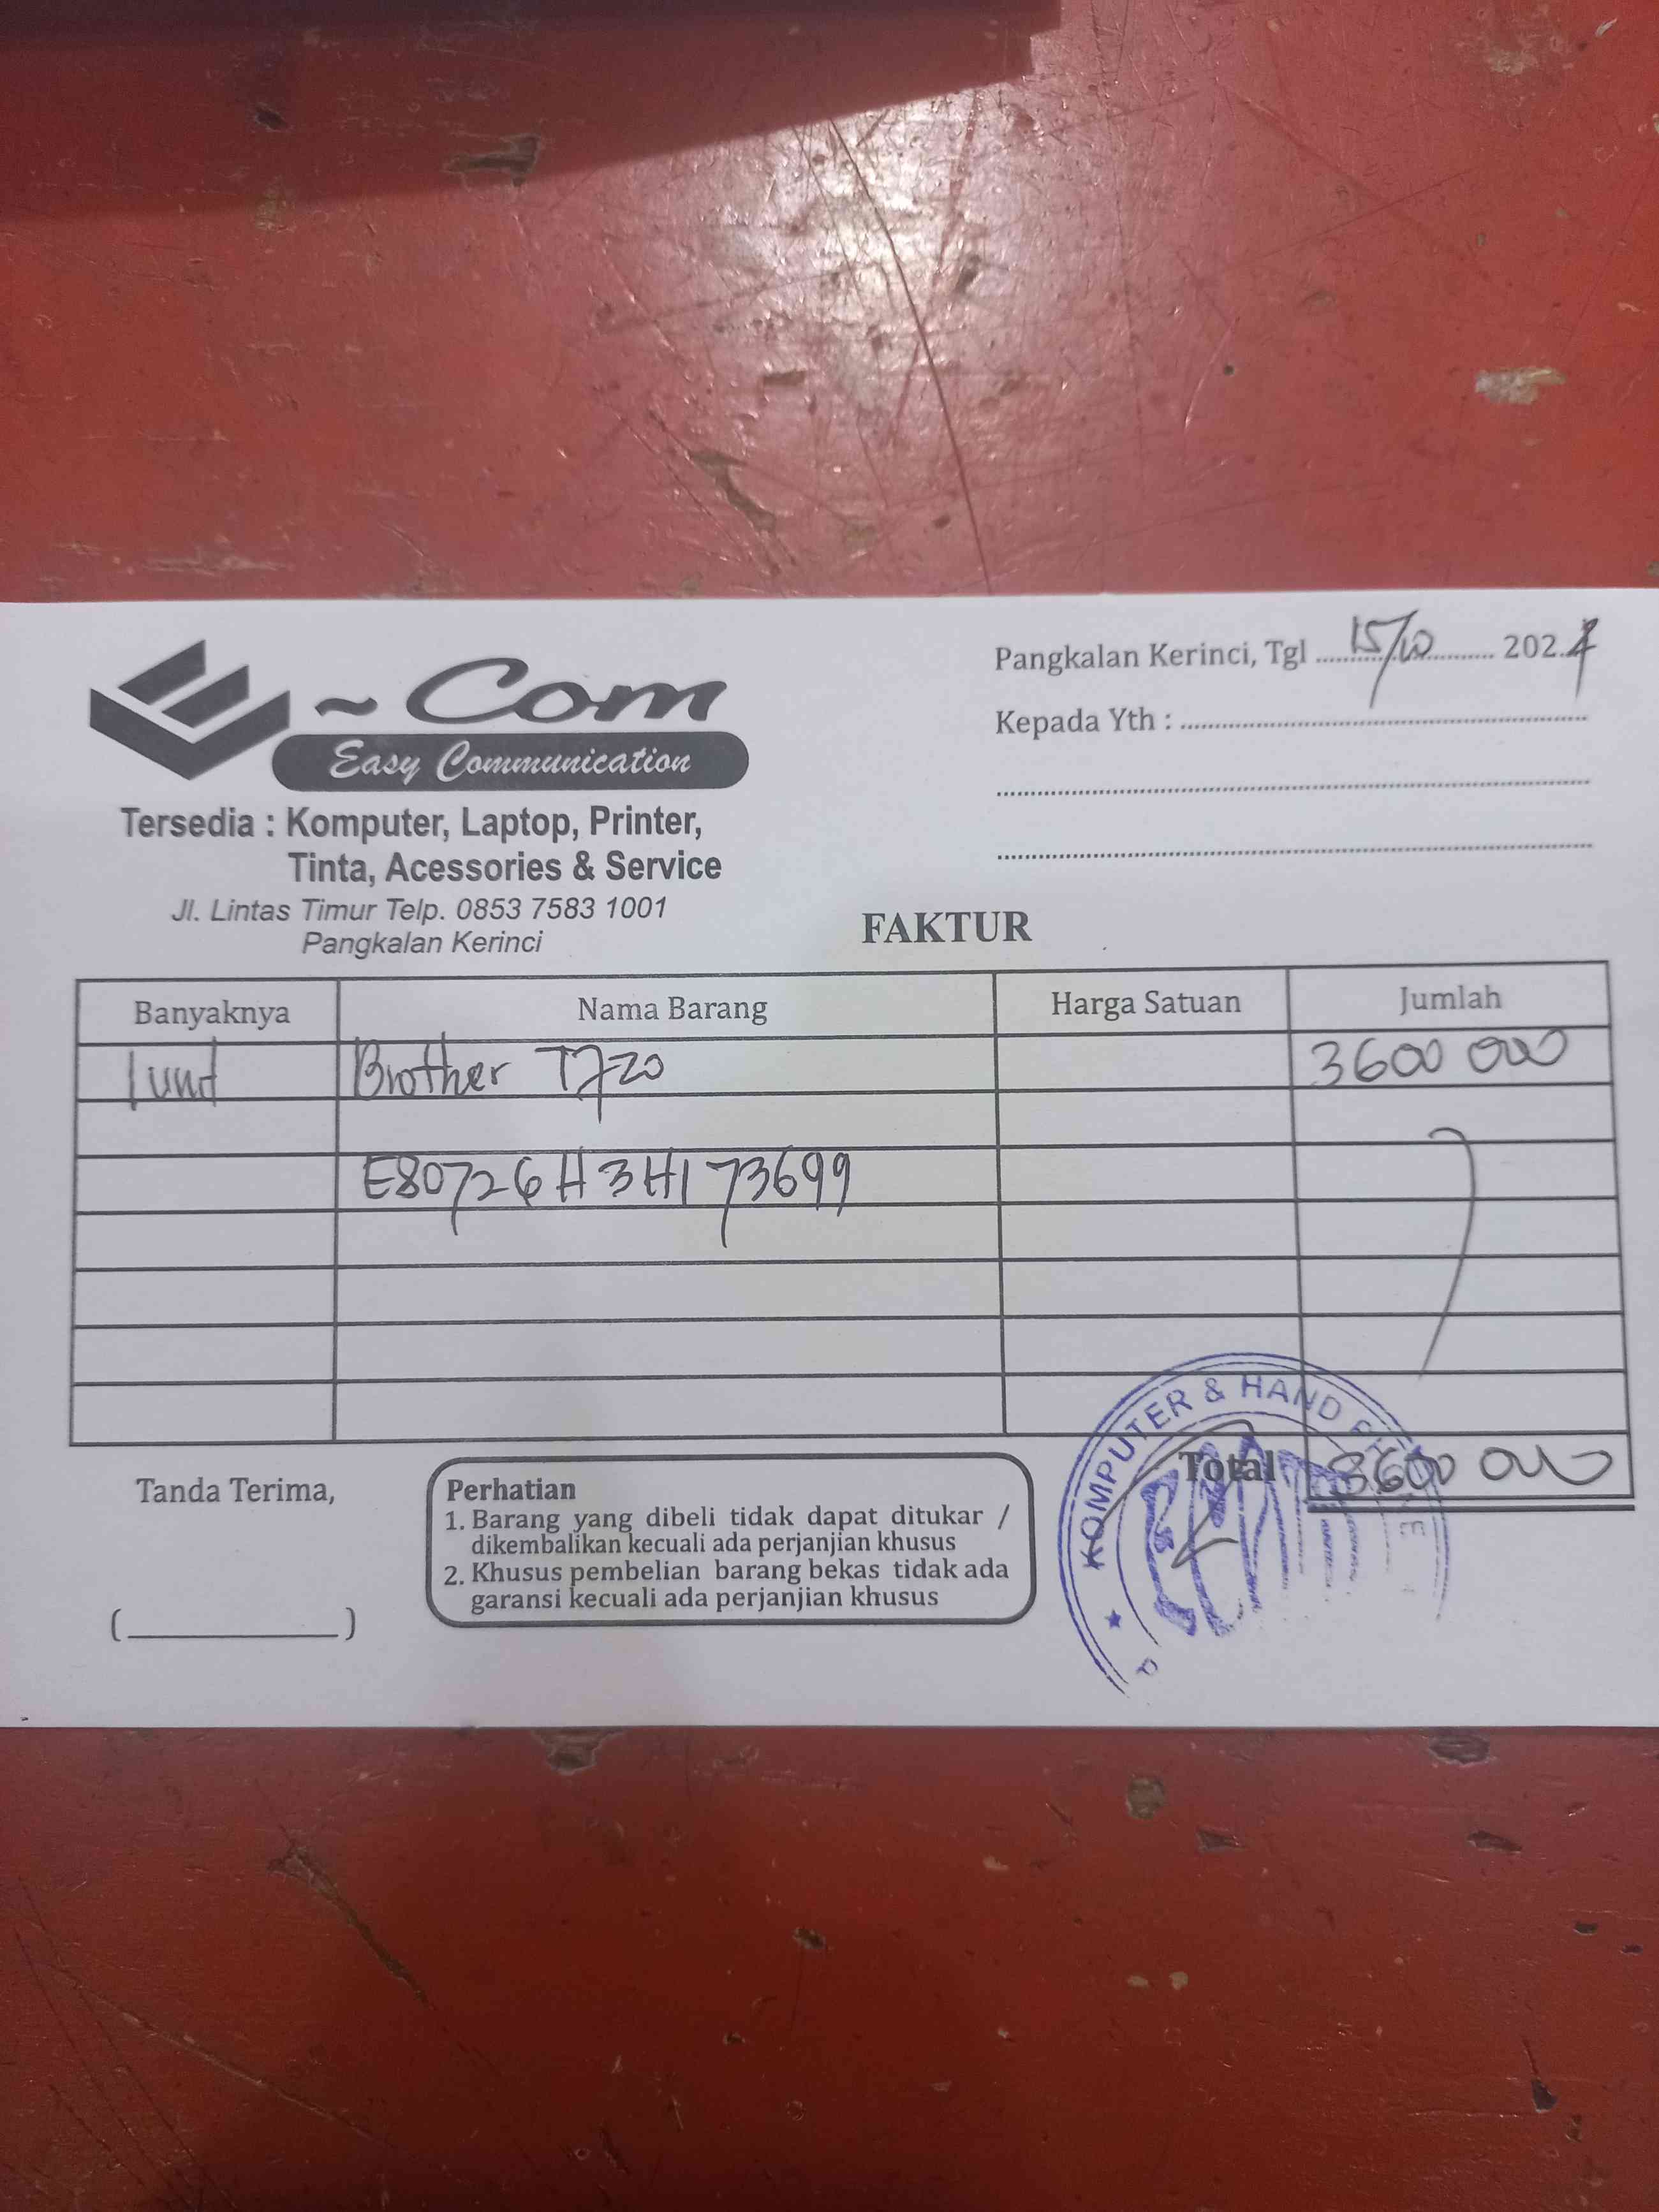 E~Com
Easy Communication
Tersedia : Komputer, Laptop, Printer,
Tinta, Acessories & Service
Jl. Lintas Timur Telp. 0853 7583 1001
Pangkalan Kerinci
Pangkalan Kerinci, Tgl 15/10 2024
Kepada Yth :
FAKTUR
Banyaknya Nama Barang Harga Satuan Jumlah
1 unit Brother T720 3600 000
E80726H3H173699
Total 3600 000
Tanda Terima,
Perhatian
1. Barang yang dibeli tidak dapat ditukar /
dikembalikan kecuali ada perjanjian khusus
2. Khusus pembelian barang bekas tidak ada
garansi kecuali ada perjanjian khusus
(__________)
KOMPUTER & HAND